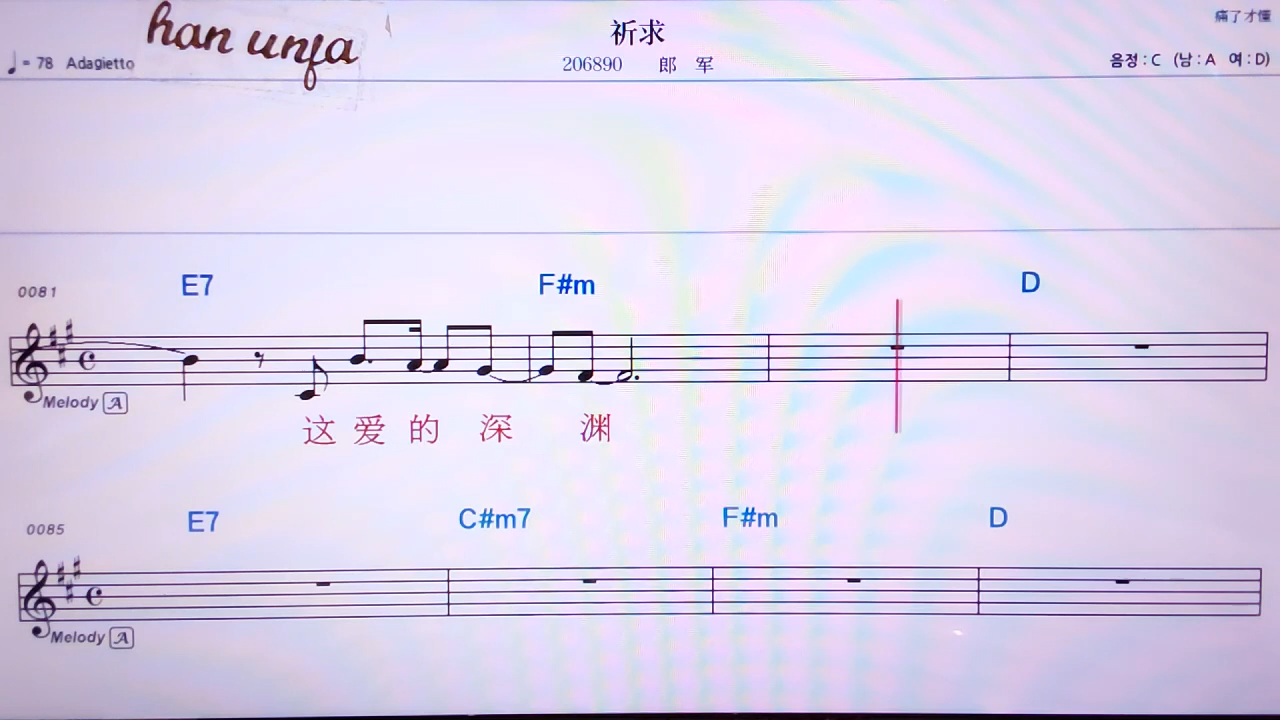 han unfa
祈求
痛了才懂
♩= 78 Adagietto
206890 郎 军
음정 : C (남 : A 여 : D)
E7 F#m D
0081
Melody A
这 爱 的 深 渊
E7 C#m7 F#m D
0085
Melody A